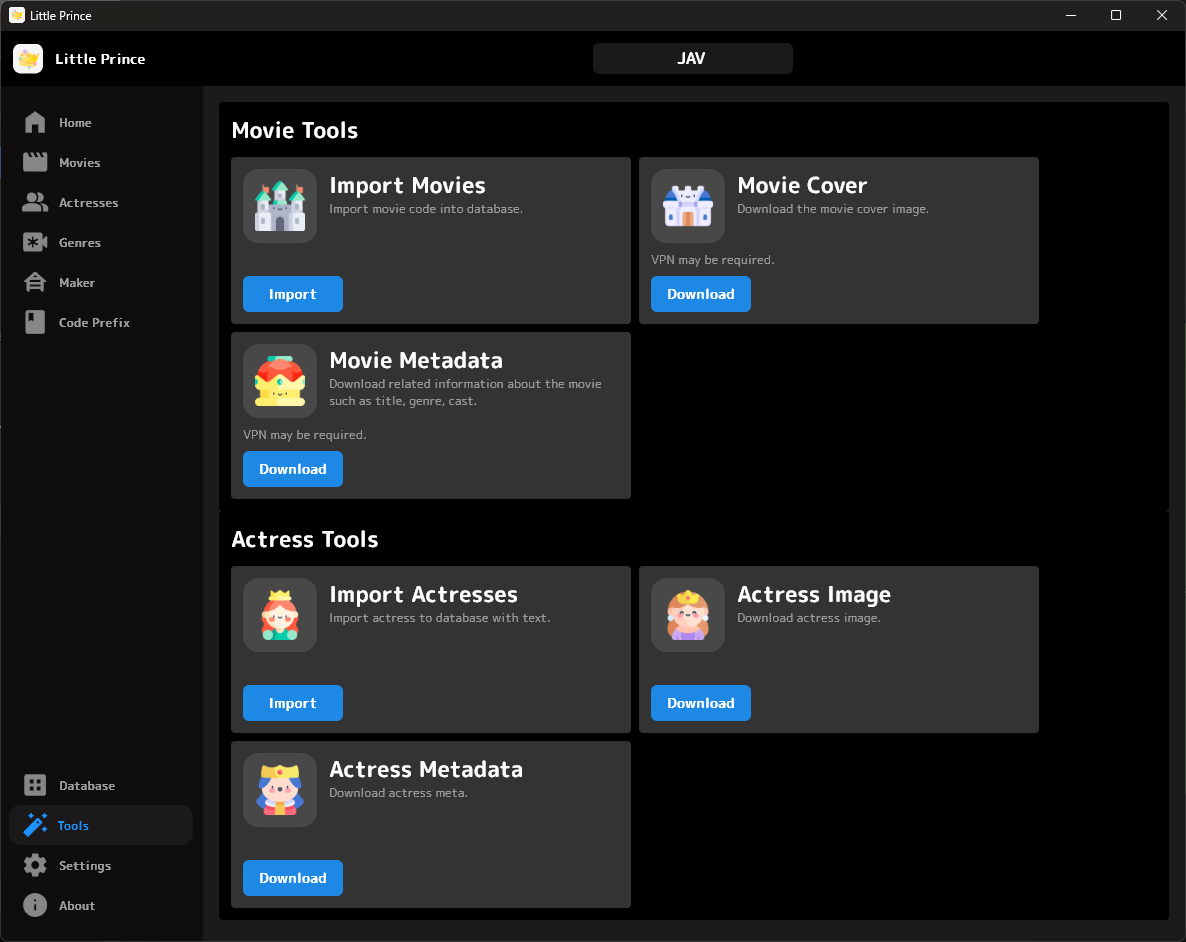 Little Prince
Little Prince
JAV
Home
Movies
Actresses
Genres
Maker
Code Prefix
Database
Tools
Settings
About
Movie Tools
Import Movies
Import movie code into database.
Import
Movie Cover
Download the movie cover image.
VPN may be required.
Download
Movie Metadata
Download related information about the movie
such as title, genre, cast.
VPN may be required.
Download
Actress Tools
Import Actresses
Import actress to database with text.
Import
Actress Image
Download actress image.
Download
Actress Metadata
Download actress meta.
Download